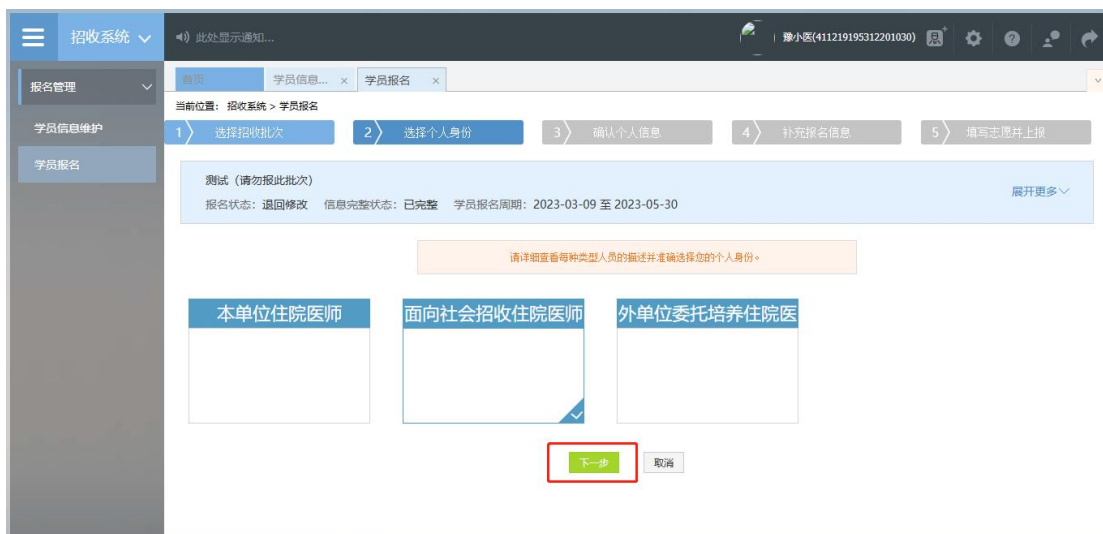 招收系统
此处显示通知...
豫小医(411219195312201030)
报名管理
首页
学员信息...
×
学员报名
×
当前位置： 招收系统 > 学员报名
学员信息维护
学员报名
1 选择招收批次
2 选择个人身份
3 确认个人信息
4 补充报名信息
5 填写志愿并上报
测试（请勿报此批次）
展开更多
报名状态：退回修改 信息完整状态：已完整 学员报名周期：2023-03-09 至 2023-05-30
请详细查看每种类型人员的描述并准确选择您的个人身份。
本单位住院医师
面向社会招收住院医师
外单位委托培养住院医
下一步
取消